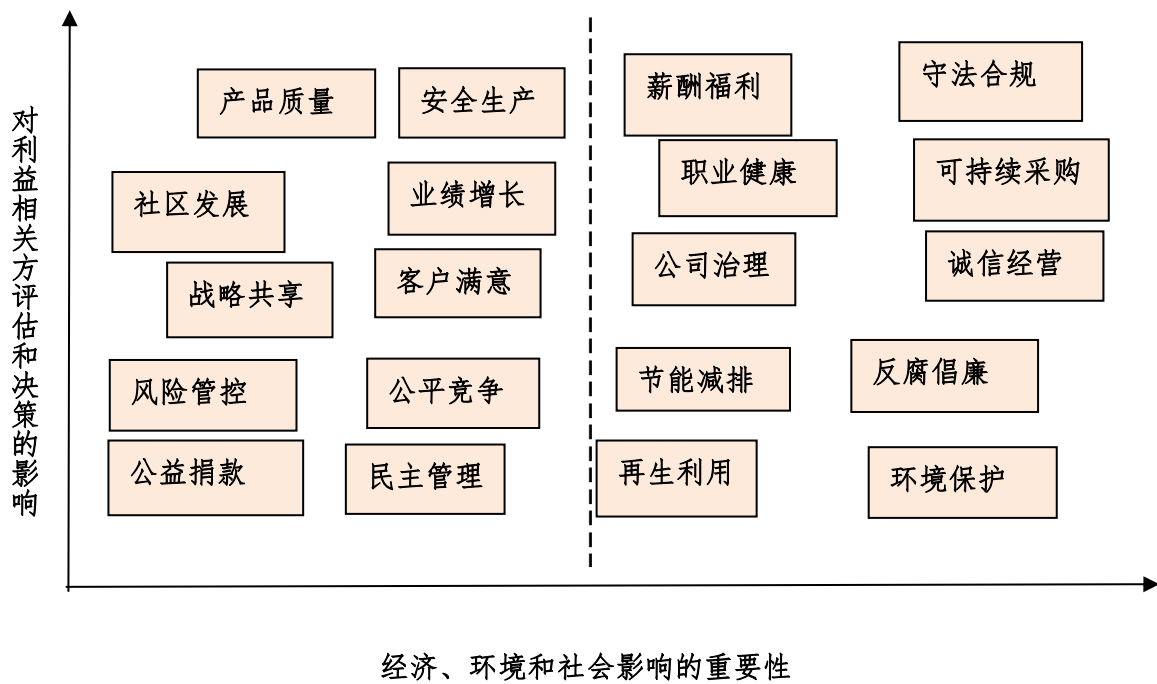 对利益相关方评估和决策的影响
产品质量
安全生产
薪酬福利
守法合规
社区发展
业绩增长
职业健康
可持续采购
战略共享
客户满意
公司治理
诚信经营
风险管控
公平竞争
节能减排
反腐倡廉
公益捐款
民主管理
再生利用
环境保护
经济、环境和社会影响的重要性